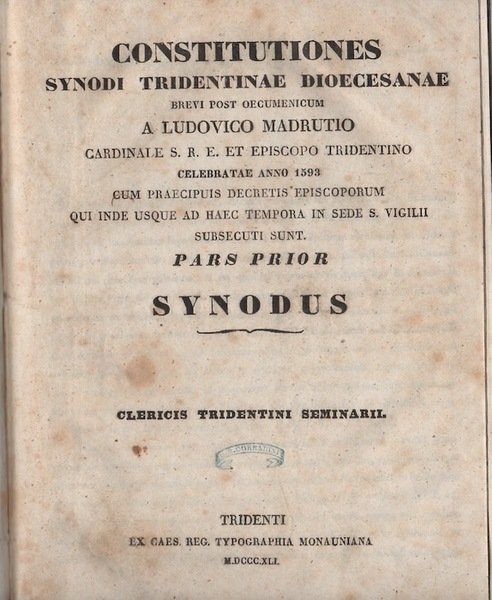 CONSTITUTIONES
SYNODI TRIDENTINAE DIOECESANAE
BREVI POST OECUMENICUM
A LUDOVICO MADRUTIO
CARDINALE S. R. E. ET EPISCOPO TRIDENTINO
CELEBRATAE ANNO 1593
CUM PRAECIPUIS DECRETIS EPISCOPORUM
QUI INDE USQUE AD HAEC TEMPORA IN SEDE S. VIGILII
SUBSECUTI SUNT.
PARS PRIOR
SYNODUS
CLERICIS TRIDENTINI SEMINARII.
TRIDENTI
EX CAES. REG. TYPOGRAPHIA MONAUNIANA
M.DCCC.XLI.